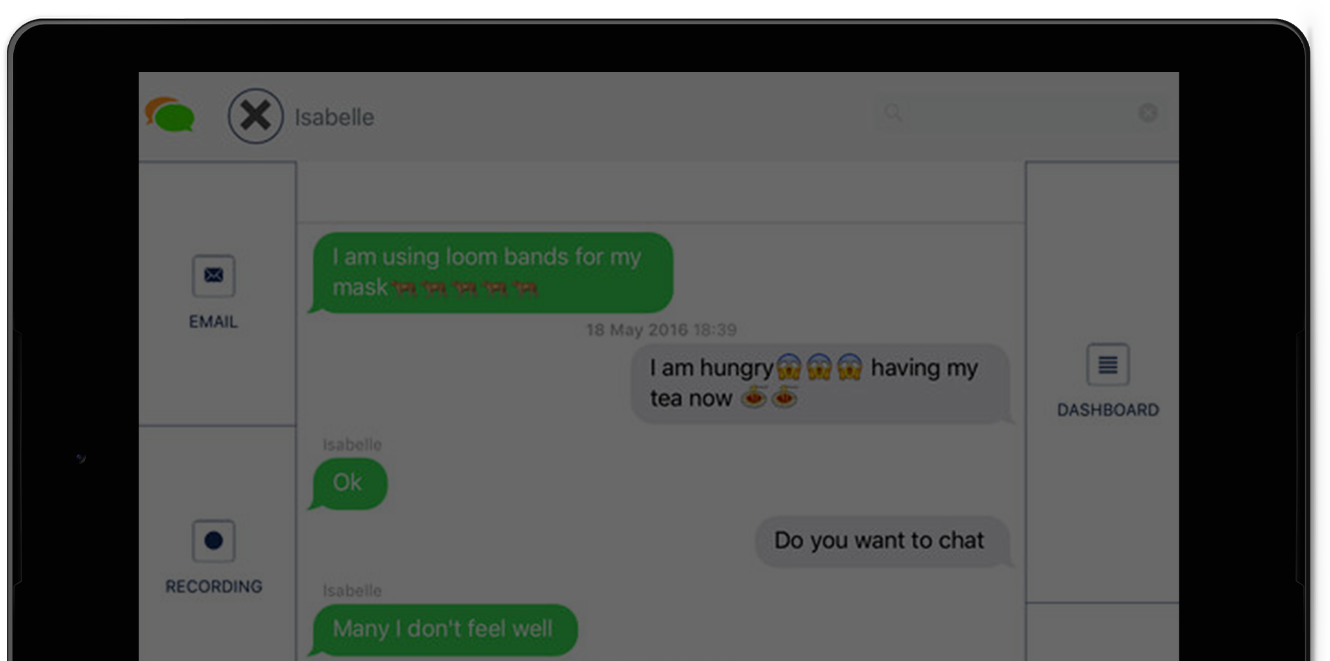 Isabelle
I am using loom bands for my
mask🐄🐄🐄🐄🐄
18 May 2016 18:39
I am hungry😱😱😱 having my
tea now 🍝🍝
Isabelle
Ok
Do you want to chat
Isabelle
Many I don't feel well
EMAIL
RECORDING
DASHBOARD